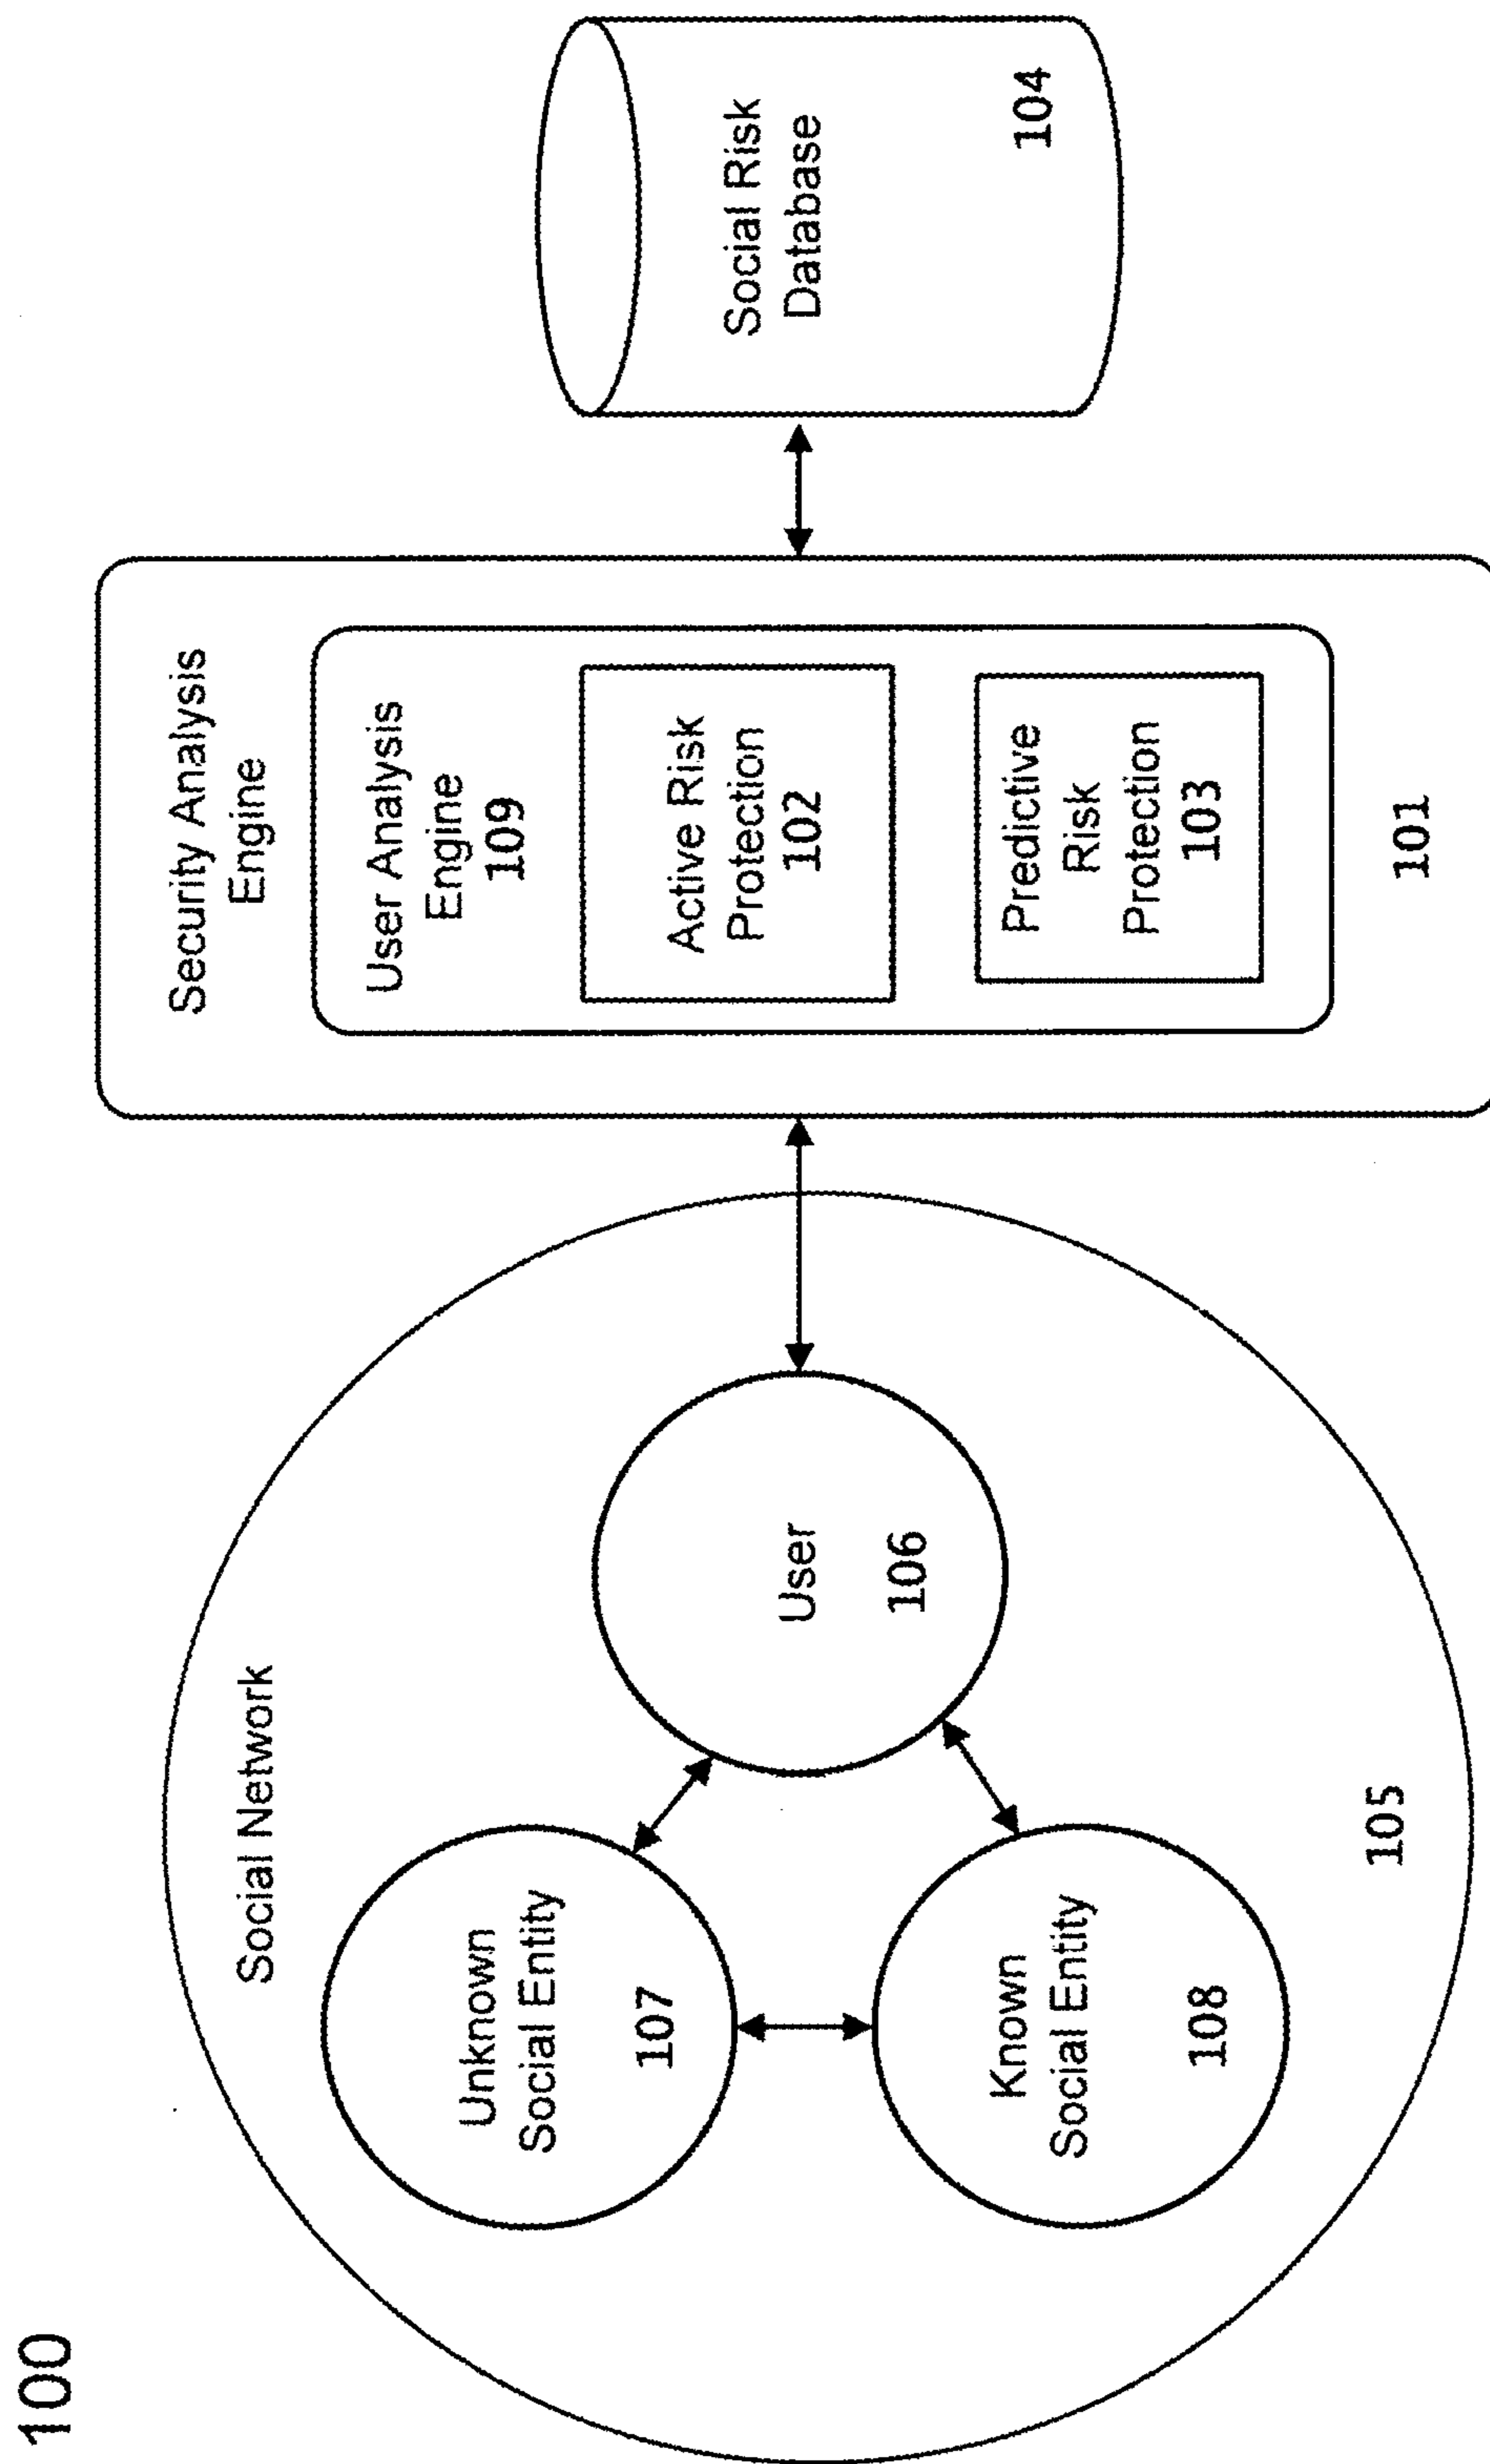 100
Social Network
Unknown
Social Entity
107
Known
Social Entity
108
User
106
105
Security Analysis
Engine
User Analysis
Engine
109
Active Risk
Protection
102
Predictive
Risk
Protection
103
101
Social Risk
Database
104